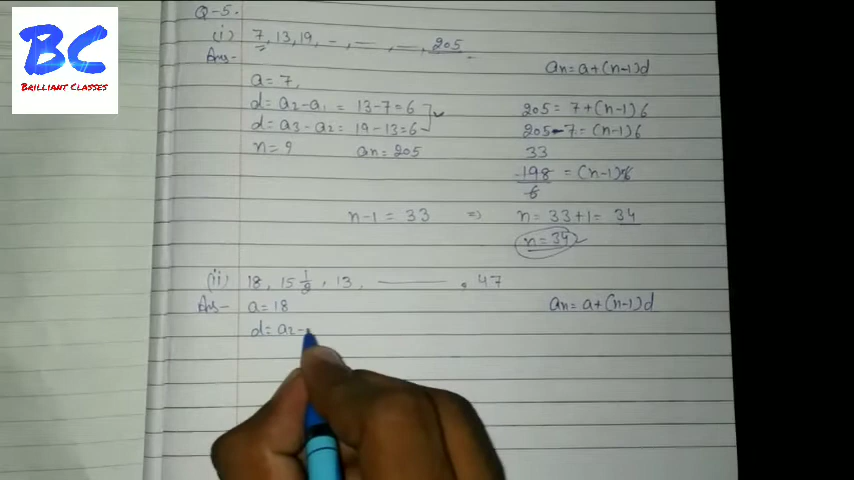 BC
BRILLIANT CLASSES
Q-5.
(i) 7, 13, 19, -, —, —, 205
Ans- an = a+(n-1)d
a = 7,
d = a2-a1 = 13-7=6 205 = 7+(n-1)6
d = a3-a2 = 19-13=6 205-7 = (n-1)6
n = ? an = 205 33
198/6 = (n-1)6
n-1 = 33 => n = 33+1 = 34
n = 34
(ii) 18, 15 1/2, 13, ———, 47
Ans- a = 18 an = a+(n-1)d
d = a2-